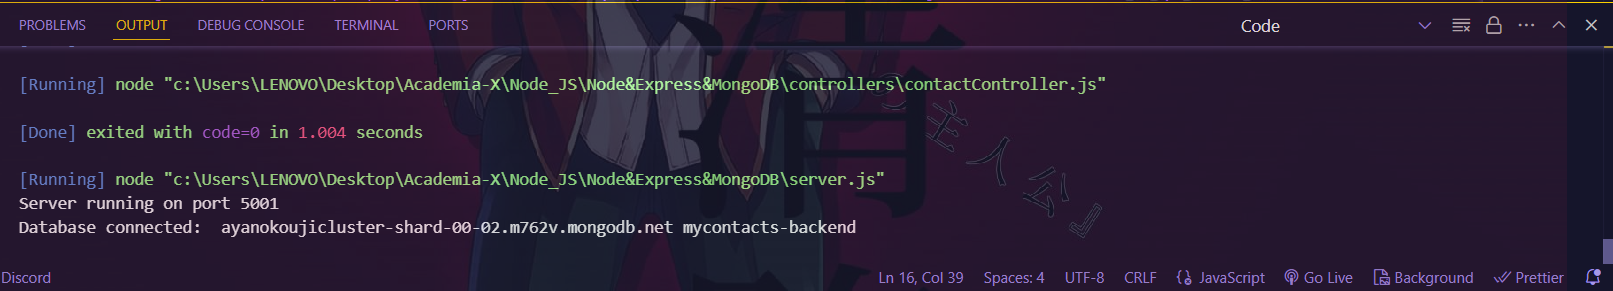 PROBLEMS OUTPUT DEBUG CONSOLE TERMINAL PORTS Code
[Running] node "c:\Users\LENOVO\Desktop\Academia-X\Node_JS\Node&Express&MongoDB\controllers\contactController.js"
[Done] exited with code=0 in 1.004 seconds
[Running] node "c:\Users\LENOVO\Desktop\Academia-X\Node_JS\Node&Express&MongoDB\server.js"
Server running on port 5001
Database connected:  ayanokoujicluster-shard-00-02.m762v.mongodb.net mycontacts-backend
主人公
Discord Ln 16, Col 39 Spaces: 4 UTF-8 CRLF JavaScript Go Live Background Prettier